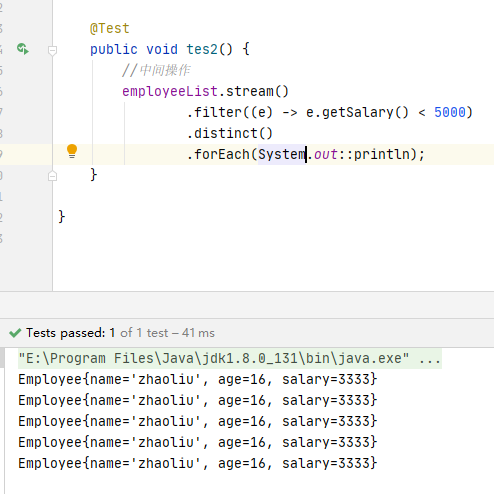 @Test
public void tes2() {
//中间操作
employeeList.stream()
.filter((e) -> e.getSalary() < 5000)
.distinct()
.forEach(System.out::println);
}
}
Tests passed: 1 of 1 test – 41 ms
"E:\Program Files\Java\jdk1.8.0_131\bin\java.exe" ...
Employee{name='zhaoliu', age=16, salary=3333}
Employee{name='zhaoliu', age=16, salary=3333}
Employee{name='zhaoliu', age=16, salary=3333}
Employee{name='zhaoliu', age=16, salary=3333}
Employee{name='zhaoliu', age=16, salary=3333}